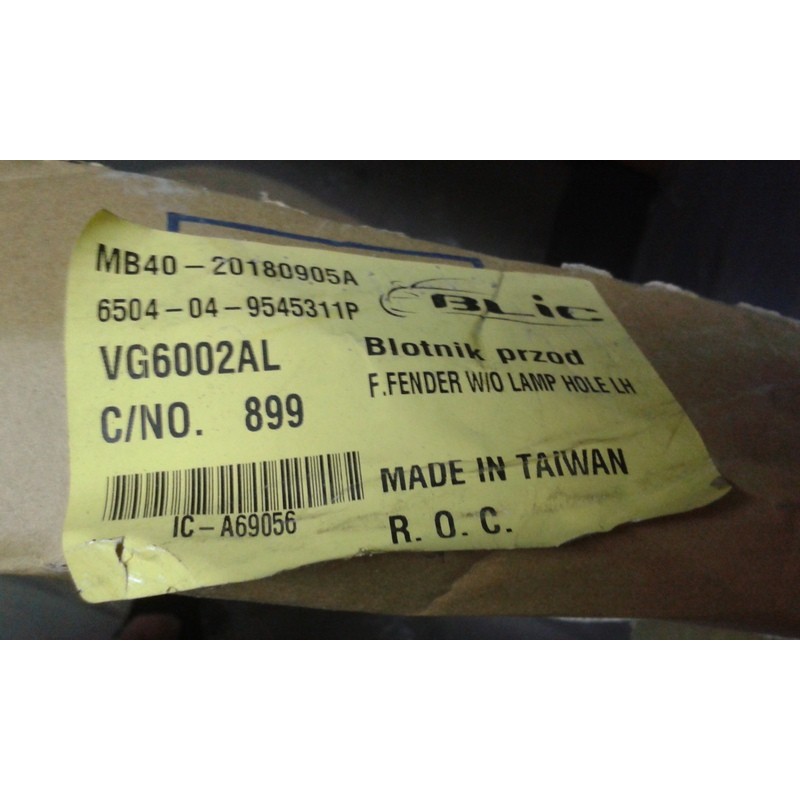 MB40-20180905A
6504-04-9545311P
BLiC
VG6002AL
Blotnik przod
F.FENDER W/O LAMP HOLE LH
C/NO. 899
MADE IN TAIWAN
IC-A69056
R. O. C.